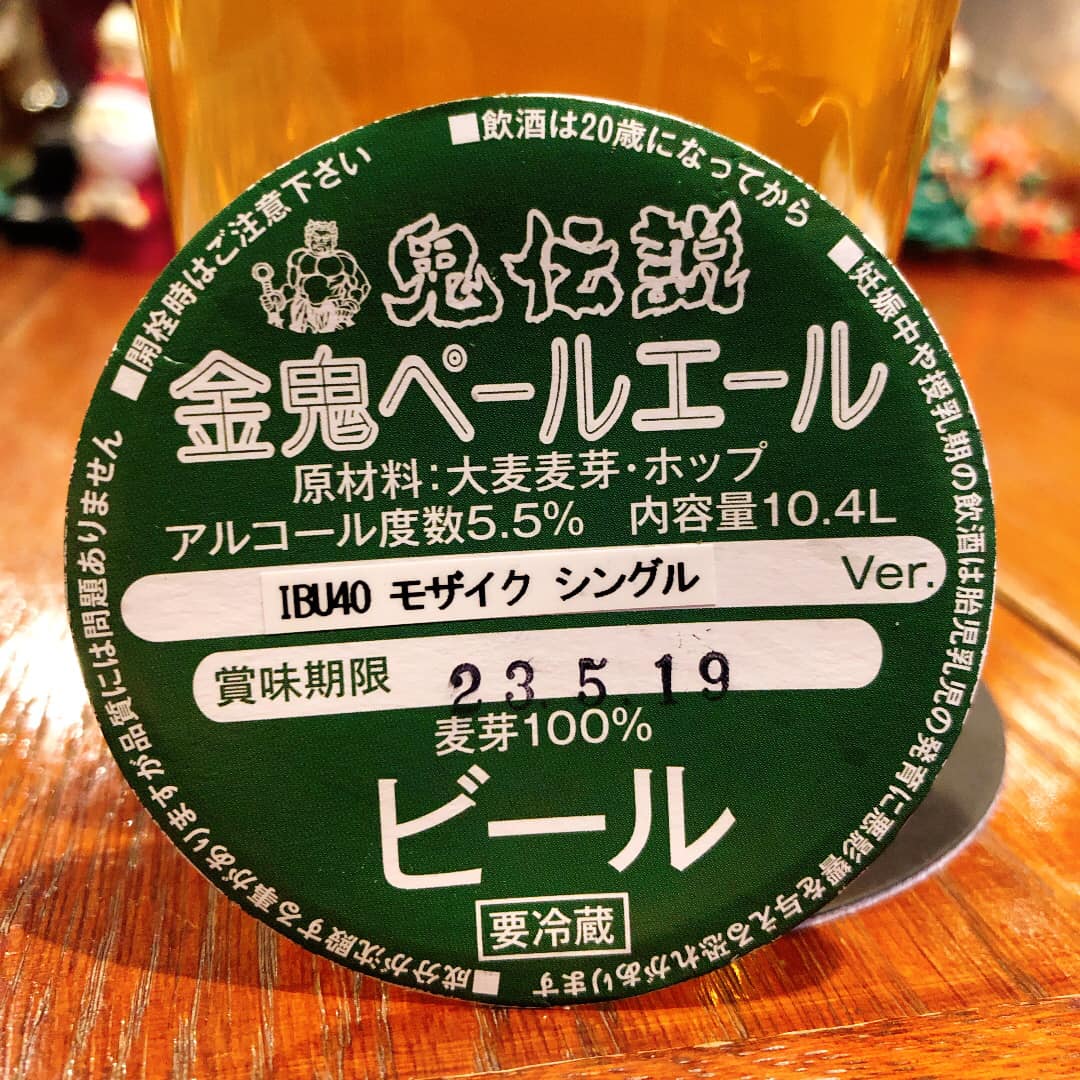 ■開栓時はご注意下さい
■飲酒は20歳になってから
■妊娠中や授乳期の飲酒は胎児乳児の発育に悪影響を与える恐れがあります
■成分が沈殿する事がありますが品質には問題ありません
鬼伝説
金鬼ペールエール
原材料:大麦麦芽・ホップ
アルコール度数5.5% 内容量10.4L
IBU40 モザイク シングル Ver.
賞味期限 23.5.19
麦芽100%
ビール
要冷蔵